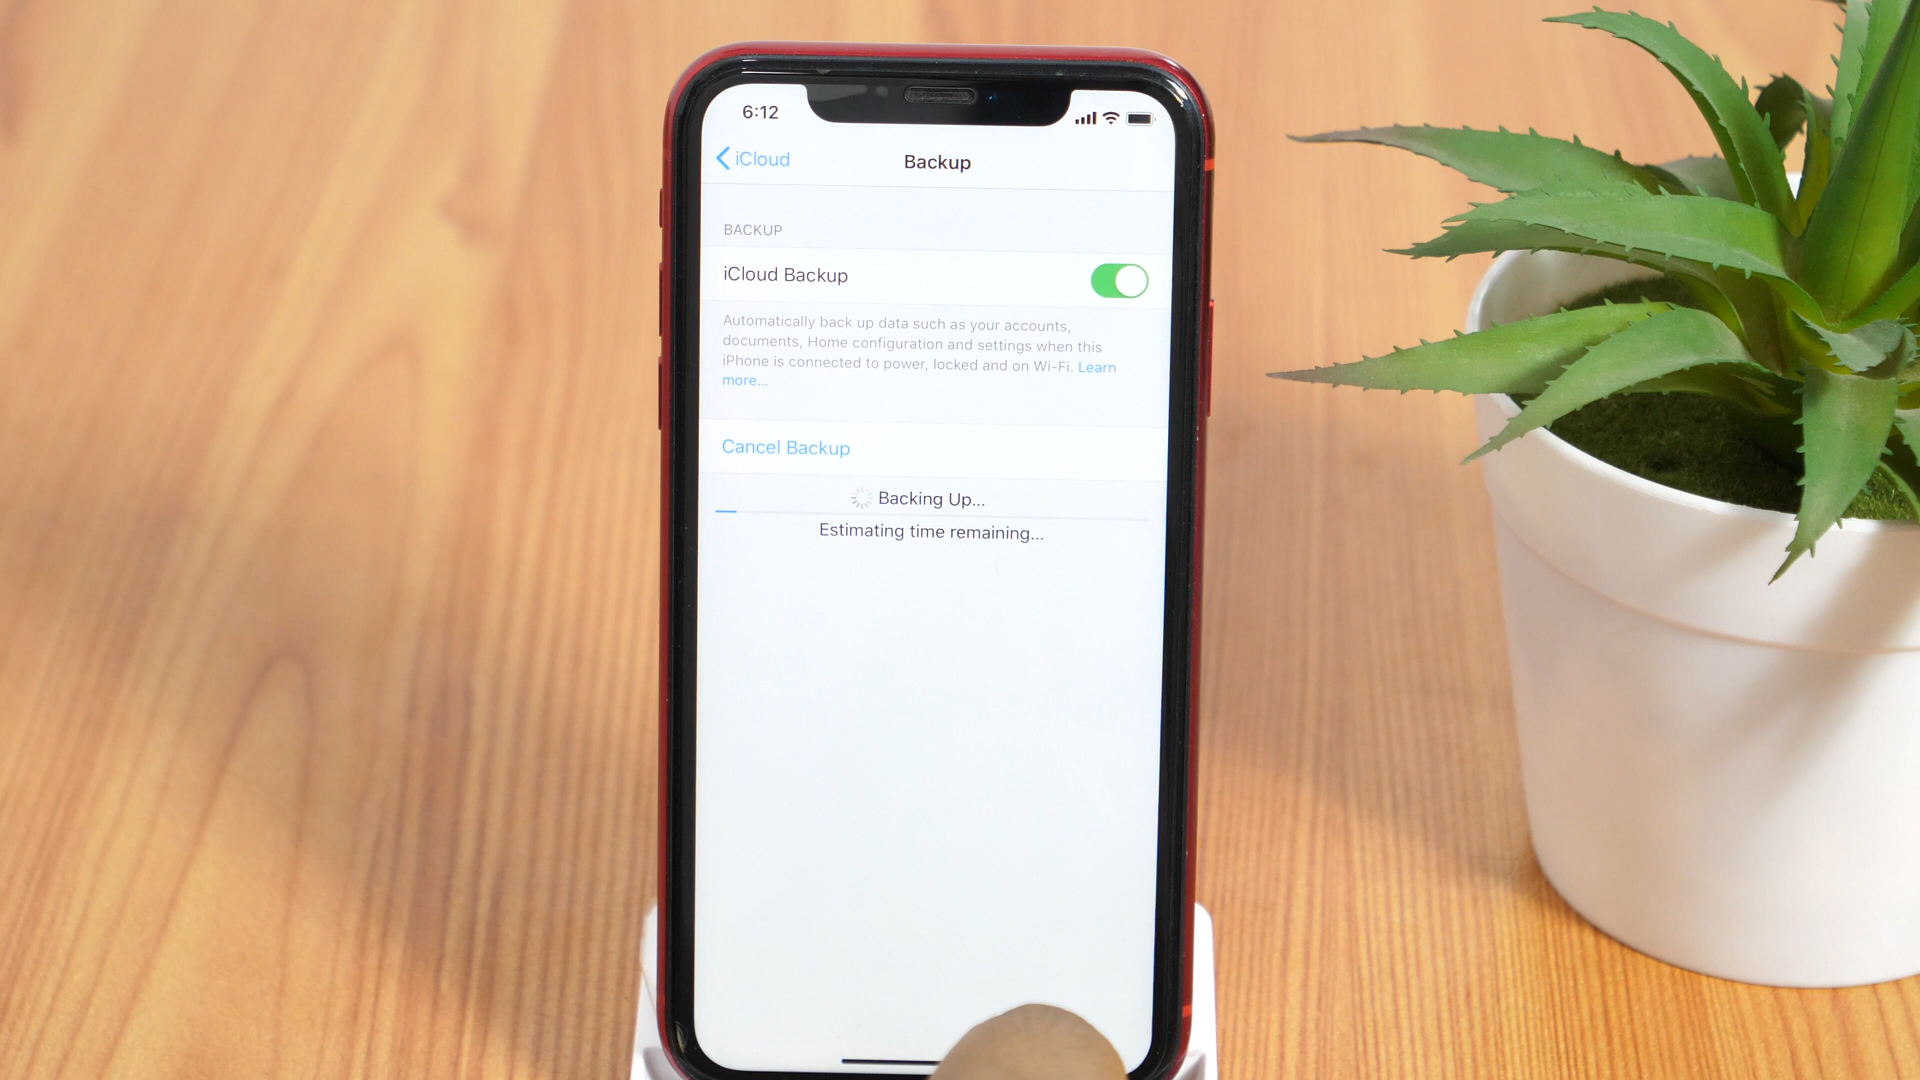 6:12
iCloud
Backup
BACKUP
iCloud Backup
Automatically back up data such as your accounts,
documents, Home configuration and settings when this
iPhone is connected to power, locked and on Wi-Fi. Learn
more...
Cancel Backup
Backing Up...
Estimating time remaining...